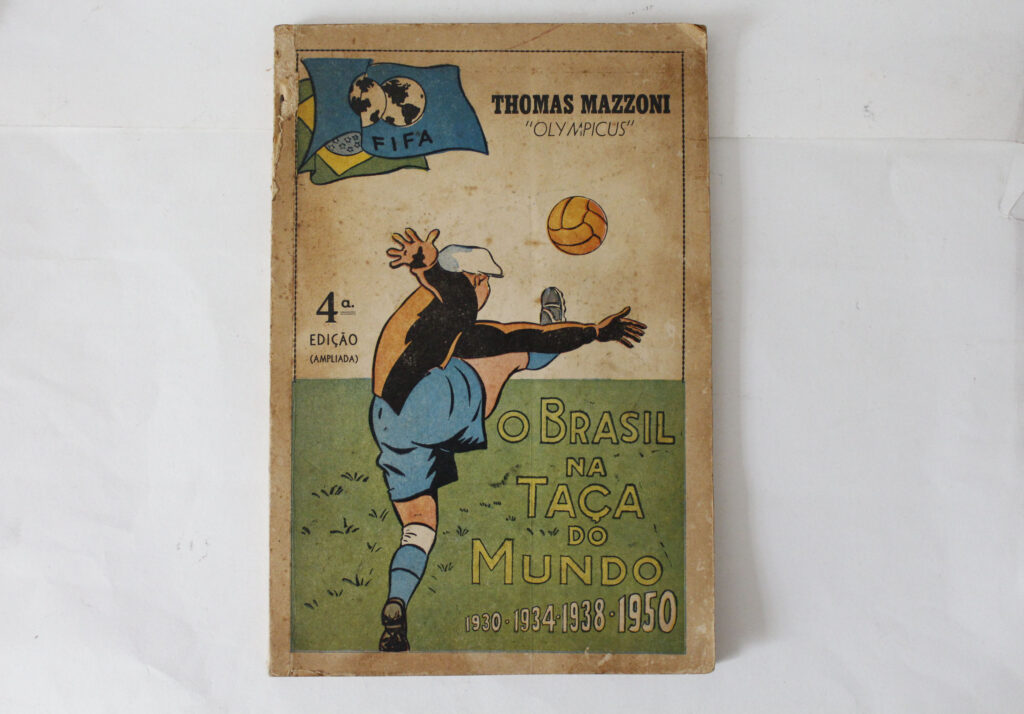 FIFA
THOMAS MAZZONI
"OLYMPICUS"
4a.
EDIÇÃO
(AMPLIADA)
O BRASIL
NA
TAÇA
DO
MUNDO
1930 · 1934 · 1938 · 1950